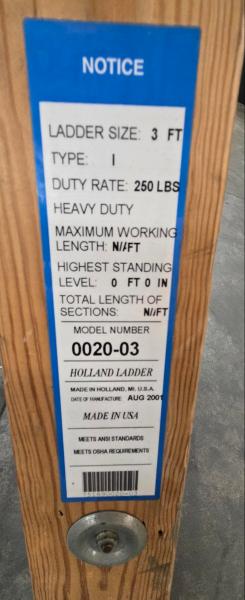 NOTICE
LADDER SIZE: 3 FT
TYPE: I
DUTY RATE: 250 LBS
HEAVY DUTY
MAXIMUM WORKING
LENGTH: N//FT
HIGHEST STANDING
LEVEL: 0 FT 0 IN
TOTAL LENGTH OF
SECTIONS: N//FT
MODEL NUMBER
0020-03
HOLLAND LADDER
MADE IN HOLLAND, MI. U.S.A.
DATE OF MANUFACTURE: AUG 2001
MADE IN USA
MEETS ANSI STANDARDS
MEETS OSHA REQUIREMENTS